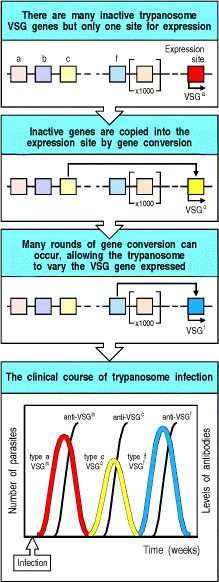 There are many inactive trypanosome
VSG genes but only one site for expression
Expression
site
a
b
c
f
x1000
VSG a
Inactive genes are copied into the
expression site by gene conversion
x1000
VSG c
Many rounds of gene conversion can
occur, allowing the trypanosome
to vary the VSG gene expressed
x1000
VSG f
The clinical course of trypanosome infection
anti-VSG a
anti-VSG c
anti-VSG f
type a
VSG a
type c
VSG c
type f
VSG f
Number of parasites
Levels of antibodies
Time (weeks)
Infection